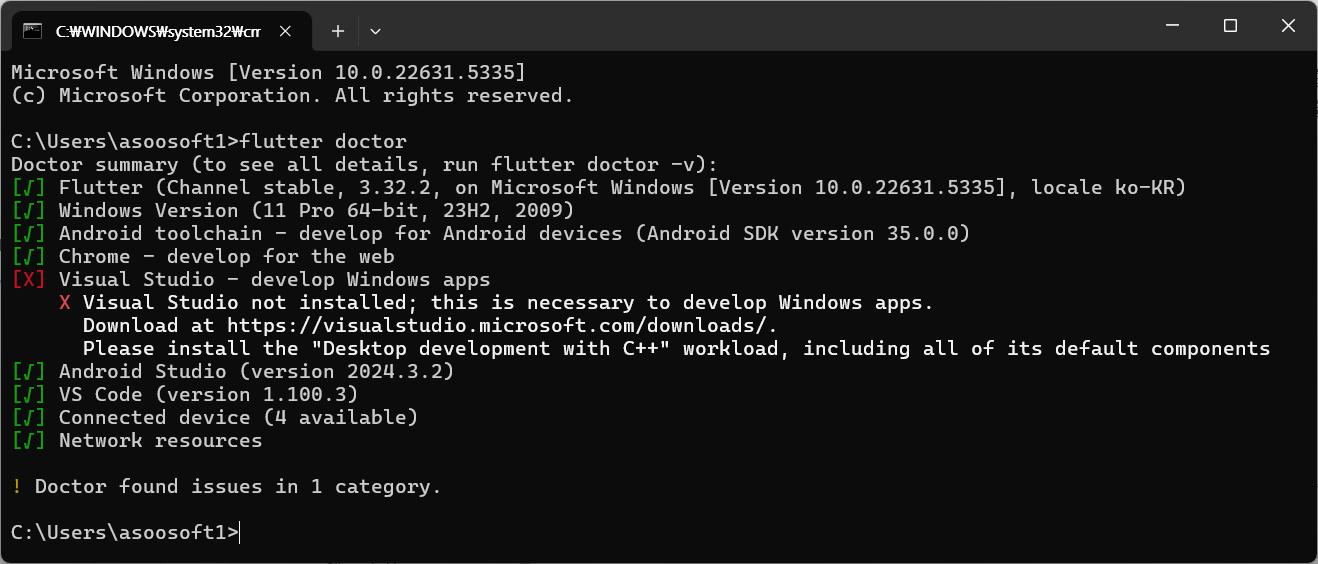 C:₩WINDOWS₩system32₩cm
Microsoft Windows [Version 10.0.22631.5335]
(c) Microsoft Corporation. All rights reserved.
C:\Users\asoosoft1>flutter doctor
Doctor summary (to see all details, run flutter doctor -v):
[√] Flutter (Channel stable, 3.32.2, on Microsoft Windows [Version 10.0.22631.5335], locale ko-KR)
[√] Windows Version (11 Pro 64-bit, 23H2, 2009)
[√] Android toolchain - develop for Android devices (Android SDK version 35.0.0)
[√] Chrome - develop for the web
[X] Visual Studio - develop Windows apps
X Visual Studio not installed; this is necessary to develop Windows apps.
Download at https://visualstudio.microsoft.com/downloads/.
Please install the "Desktop development with C++" workload, including all of its default components
[√] Android Studio (version 2024.3.2)
[√] VS Code (version 1.100.3)
[√] Connected device (4 available)
[√] Network resources
! Doctor found issues in 1 category.
C:\Users\asoosoft1>